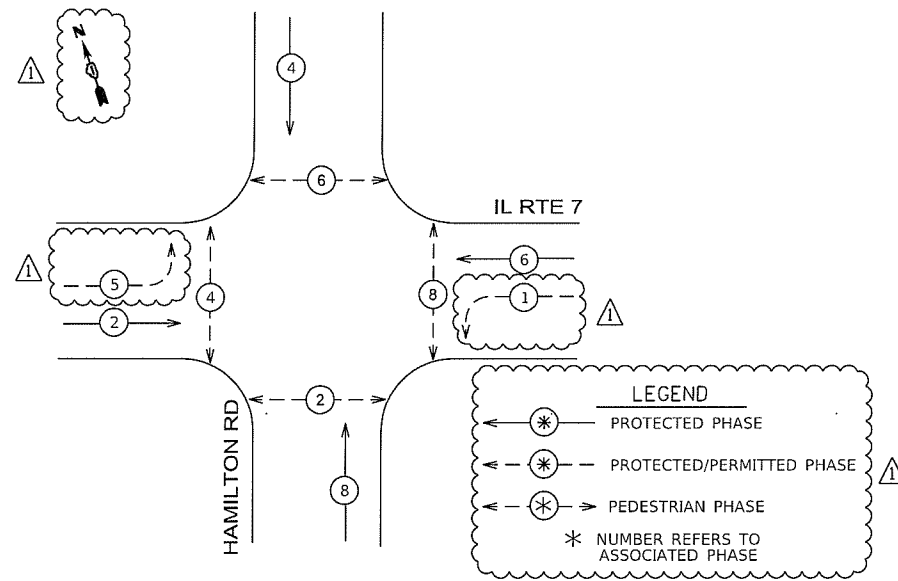 N
1
4
6
IL RTE 7
1
5
6
4
8
1
1
2
2
HAMILTON RD
8
LEGEND
* PROTECTED PHASE
* PROTECTED/PERMITTED PHASE
1
* PEDESTRIAN PHASE
* NUMBER REFERS TO
ASSOCIATED PHASE